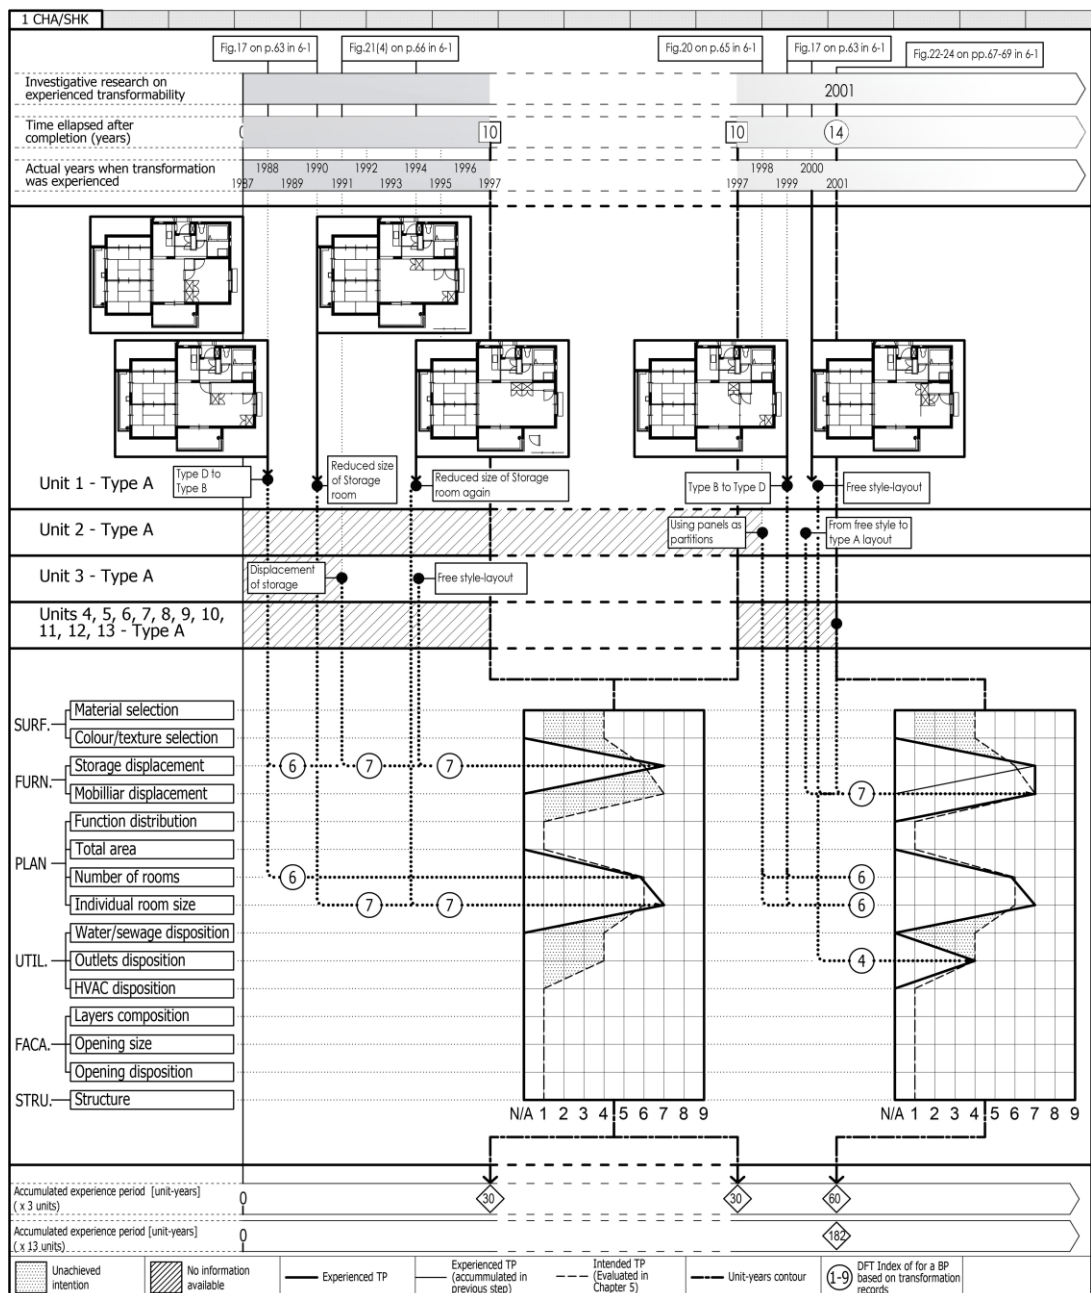 1 CHA/SHK
Fig.17 on p.63 in 6-1
Fig.21(4) on p.66 in 6-1
Fig.20 on p.65 in 6-1
Fig.17 on p.63 in 6-1
Fig.22-24 on pp.67-69 in 6-1
Investigative research on
experienced transformability
2001
Time ellapsed after
completion (years)
0
10
10
14
Actual years when transformation
was experienced
1988 1990 1992 1994 1996 1998 2000
1987 1989 1991 1993 1995 1997 1997 1999 2001
Unit 1 - Type A
Type D to
Type B
Reduced size
of Storage
room
Reduced size of Storage
room again
Type B to Type D
Free style-layout
Unit 2 - Type A
Using panels as
partitions
From free style to
type A layout
Unit 3 - Type A
Displacement
of storage
Free style-layout
Units 4, 5, 6, 7, 8, 9, 10,
11, 12, 13 - Type A
SURF.
Material selection
Colour/texture selection
FURN.
Storage displacement
6 7 7
Mobilliar displacement
7
PLAN
Function distribution
Total area
Number of rooms
6 6
Individual room size
7 7 6
UTIL.
Water/sewage disposition
Outlets disposition
4
HVAC disposition
FACA.
Layers composition
Opening size
Opening disposition
STRU.
Structure
N/A 1 2 3 4 5 6 7 8 9
N/A 1 2 3 4 5 6 7 8 9
Accumulated experience period [unit-years]
( x 3 units)
0 30 30 60
Accumulated experience period [unit-years]
( x 13 units)
0 182
Unachieved
intention
No information
available
Experienced TP
Experienced TP
(accummulated in
previous step)
Intended TP
(Evaluated in
Chapter 5)
Unit-years contour
1-9
DFT Index of for a BP
based on transformation
records